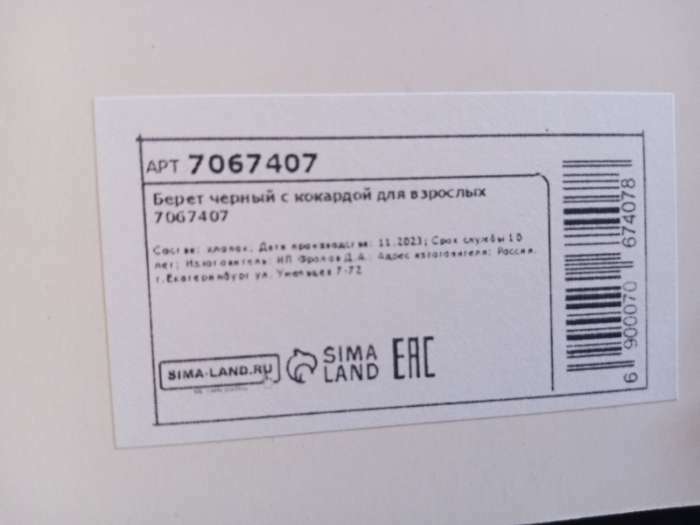 АРТ 7067407
Берет черный с кокардой для взрослых
7067407
Состав: хлопок; Дата производства: 11.2023; Срок службы 10
лет; Изготовитель: ИП Фролов Д.А.; Адрес изготовителя: Россия,
г.Екатеринбург ул. 7-72
SIMA-LAND.RU
SIMA
LAND
EAC
6 900070 674078